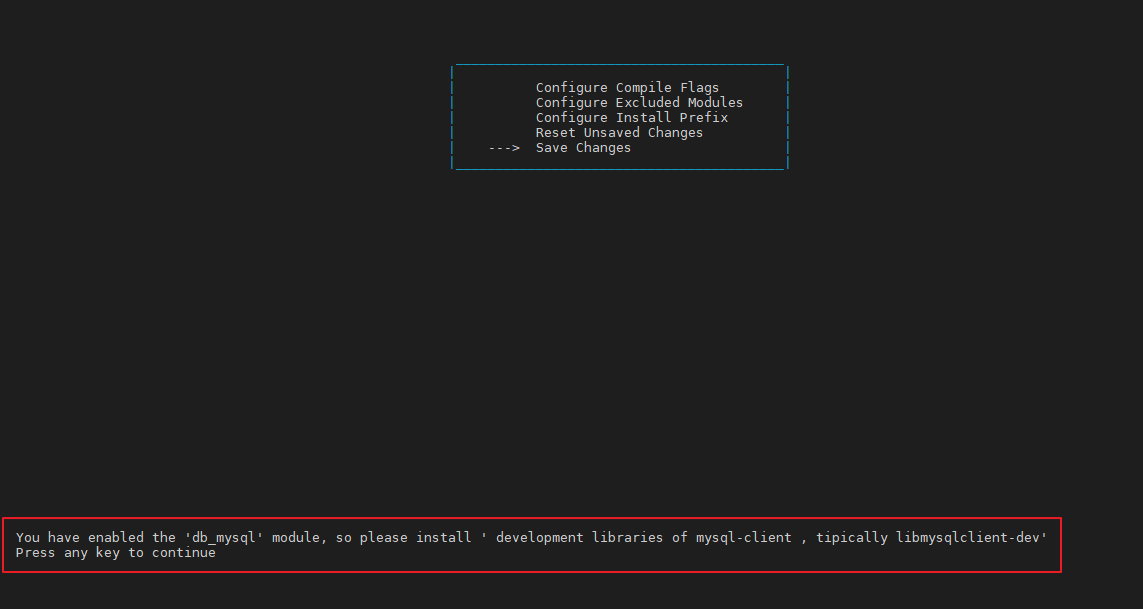 Configure Compile Flags
Configure Excluded Modules
Configure Install Prefix
Reset Unsaved Changes
---> Save Changes
You have enabled the 'db_mysql' module, so please install ' development libraries of mysql-client , tipically libmysqlclient-dev'
Press any key to continue